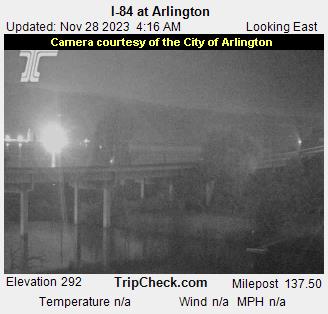 I-84 at Arlington
Updated: Nov 28 2023 4:16 AM Looking East
Camera courtesy of the City of Arlington
Elevation 292 TripCheck.com Milepost 137.50
Temperature n/a Wind n/a MPH n/a